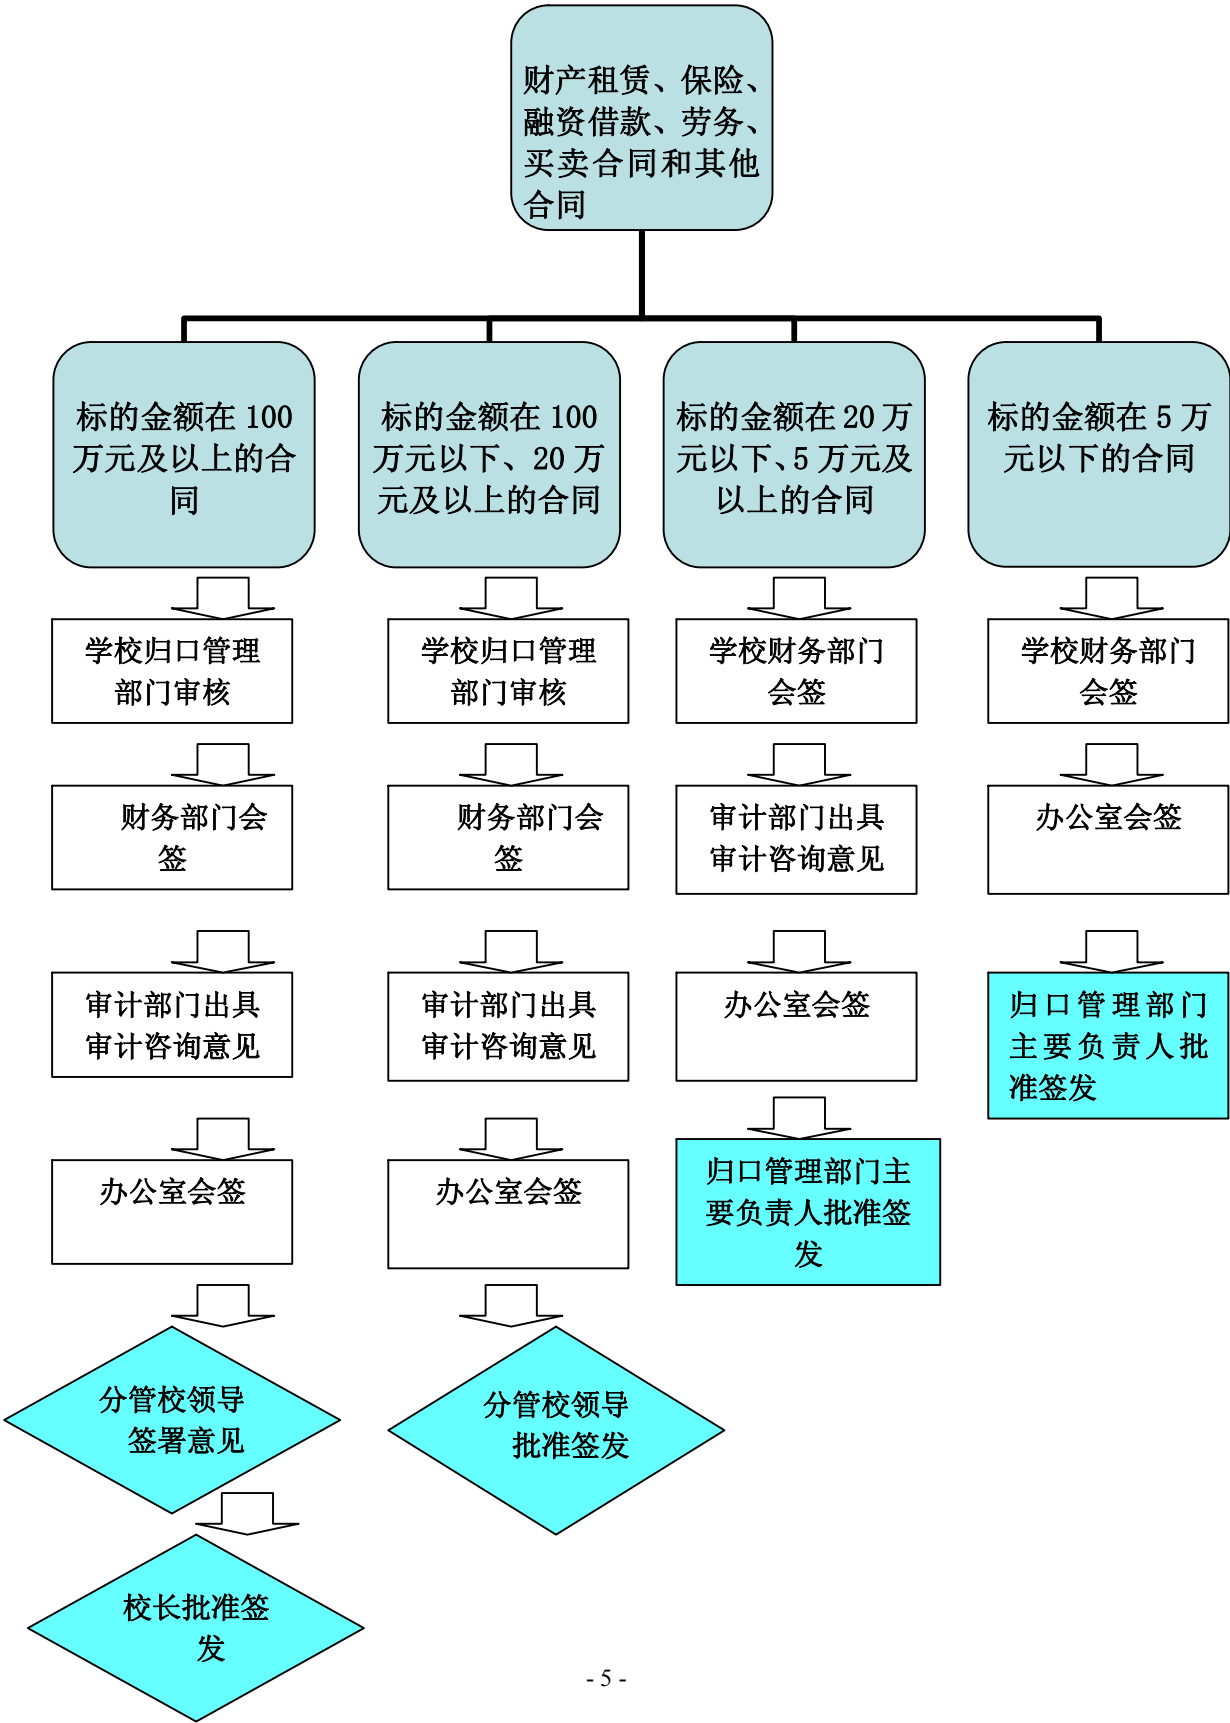 财产租赁、保险、
融资借款、劳务、
买卖合同和其他
合同
标的金额在 100
万元及以上的合
同
标的金额在 100
万元以下、20 万
元及以上的合同
标的金额在 20 万
元以下、5 万元及
以上的合同
标的金额在 5 万
元以下的合同
学校归口管理
部门审核
学校归口管理
部门审核
学校财务部门
会签
学校财务部门
会签
财务部门会
签
财务部门会
签
审计部门出具
审计咨询意见
办公室会签
审计部门出具
审计咨询意见
审计部门出具
审计咨询意见
办公室会签
归口管理部门
主要负责人批
准签发
办公室会签
办公室会签
归口管理部门主
要负责人批准签
发
分管校领导
签署意见
分管校领导
批准签发
校长批准签
发
- 5 -